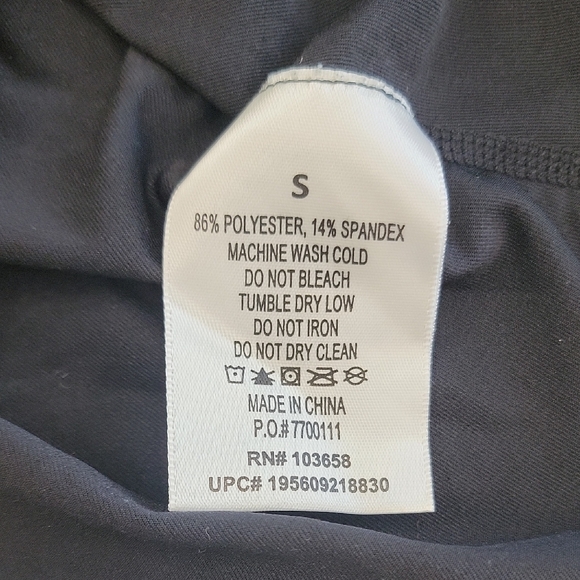 S
86% POLYESTER, 14% SPANDEX
MACHINE WASH COLD
DO NOT BLEACH
TUMBLE DRY LOW
DO NOT IRON
DO NOT DRY CLEAN
MADE IN CHINA
P.O.# 7700111
RN# 103658
UPC# 195609218830